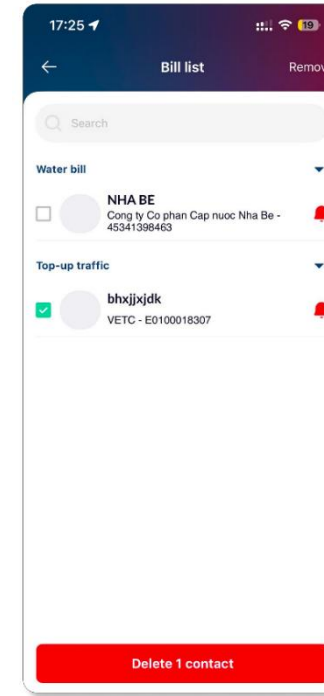 17:25
19
Bill list
Remov
Search
Water bill
NHA BE
Cong ty Co phan Cap nuoc Nha Be -
45341398463
Top-up traffic
bhxjjxjdk
VETC - E0100018307
Delete 1 contact